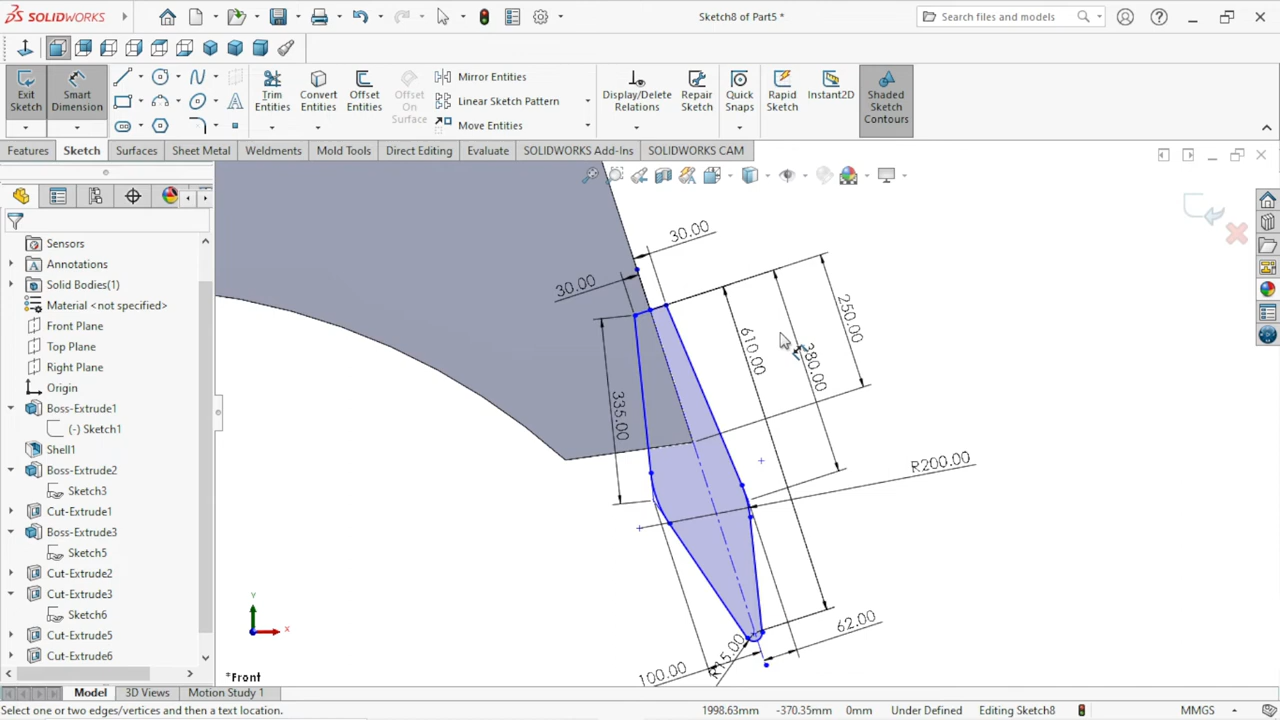 SOLIDWORKS
Sketch8 of Part5 *
Search files and models
Exit Sketch
Smart Dimension
Trim Entities
Convert Entities
Offset Entities
Offset On Surface
Mirror Entities
Linear Sketch Pattern
Move Entities
Display/Delete Relations
Repair Sketch
Quick Snaps
Rapid Sketch
Instant2D
Shaded Sketch Contours
Features
Sketch
Surfaces
Sheet Metal
Weldments
Mold Tools
Direct Editing
Evaluate
SOLIDWORKS Add-Ins
SOLIDWORKS CAM
Sensors
Annotations
Solid Bodies(1)
Material <not specified>
Front Plane
Top Plane
Right Plane
Origin
Boss-Extrude1
(-) Sketch1
Shell1
Boss-Extrude2
Sketch3
Cut-Extrude1
Boss-Extrude3
Sketch5
Cut-Extrude2
Cut-Extrude3
Sketch6
Cut-Extrude5
Cut-Extrude6
30.00
30.00
250.00
610.00
380.00
335.00
R200.00
62.00
R15.00
100.00
Y
X
*Front
Model
3D Views
Motion Study 1
Select one or two edges/vertices and then a text location.
1998.63mm
-370.35mm
0mm
Under Defined
Editing Sketch8
MMGS